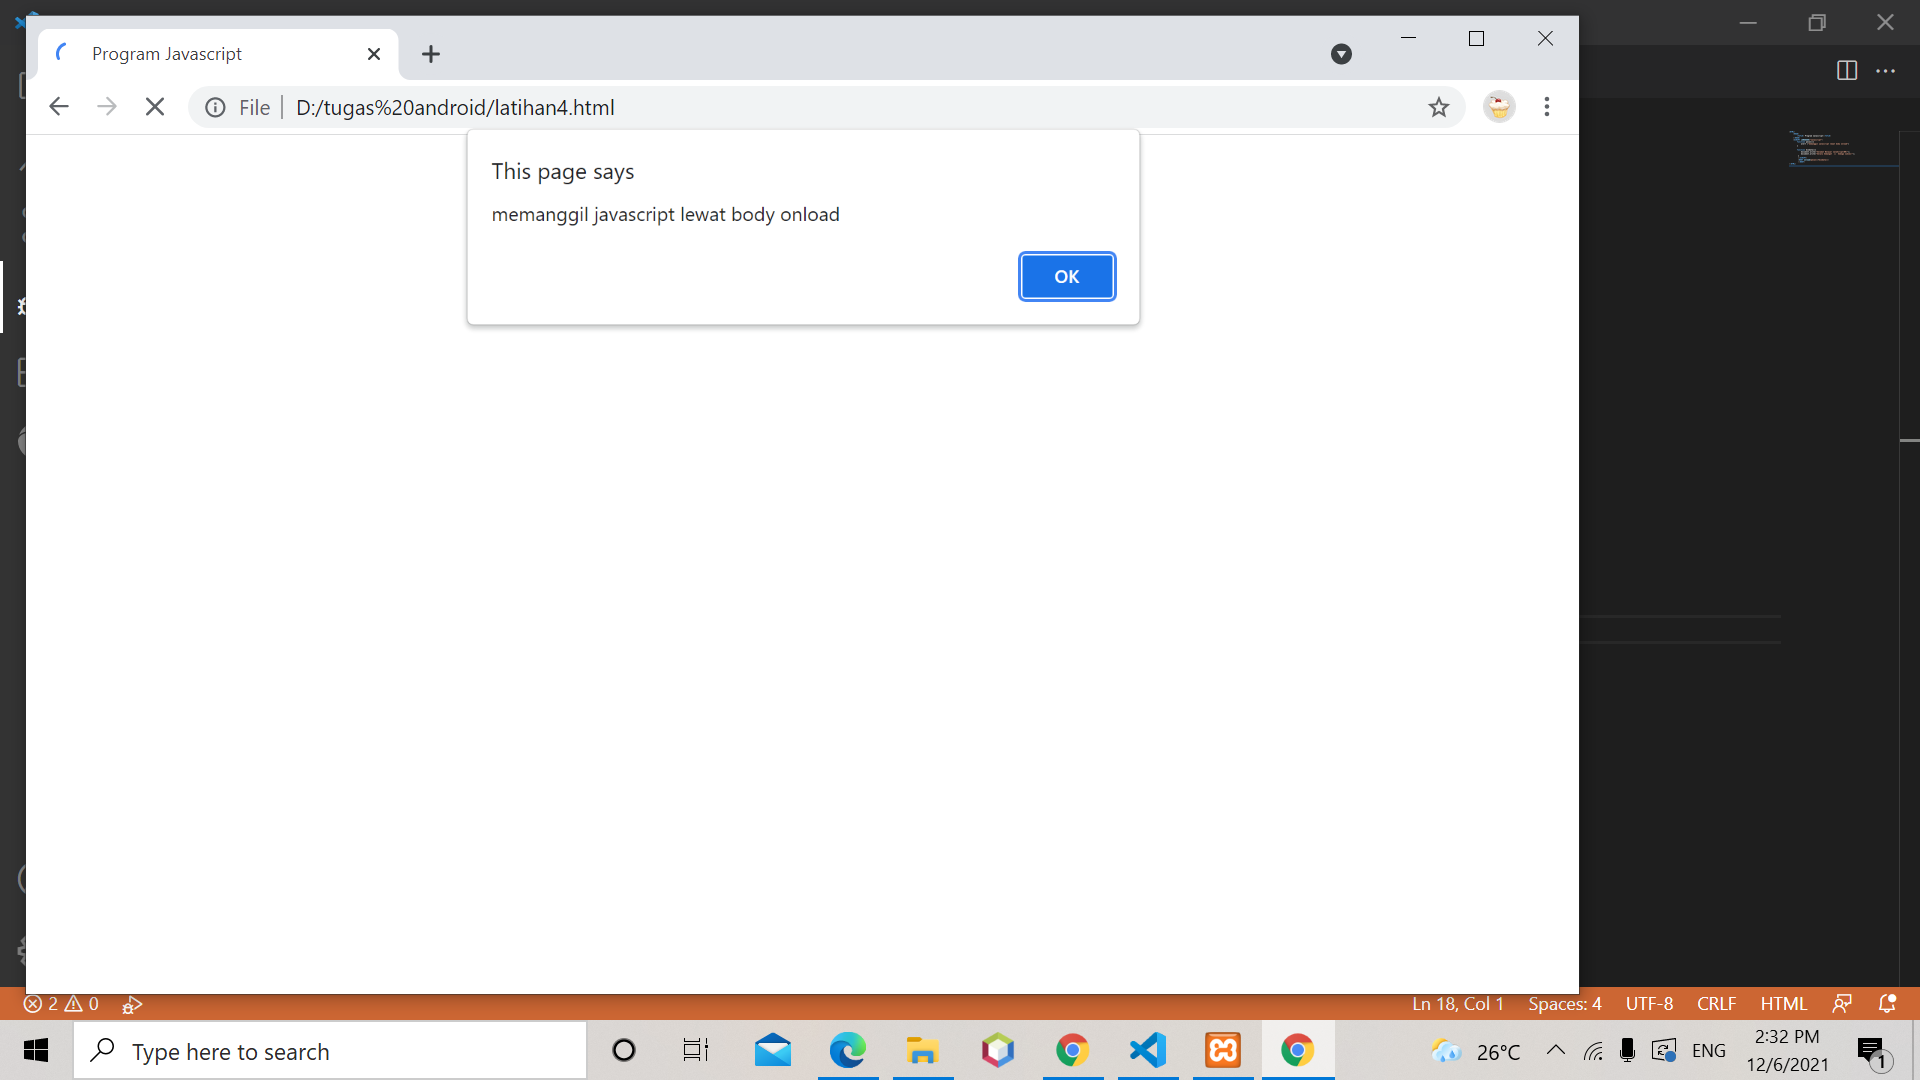 Program Javascript
File
D:/tugas%20android/latihan4.html
This page says
memanggil javascript lewat body onload
OK
2 0
Ln 18, Col 1
Spaces: 4
UTF-8
CRLF
HTML
Type here to search
26°C
ENG
2:32 PM
12/6/2021
1